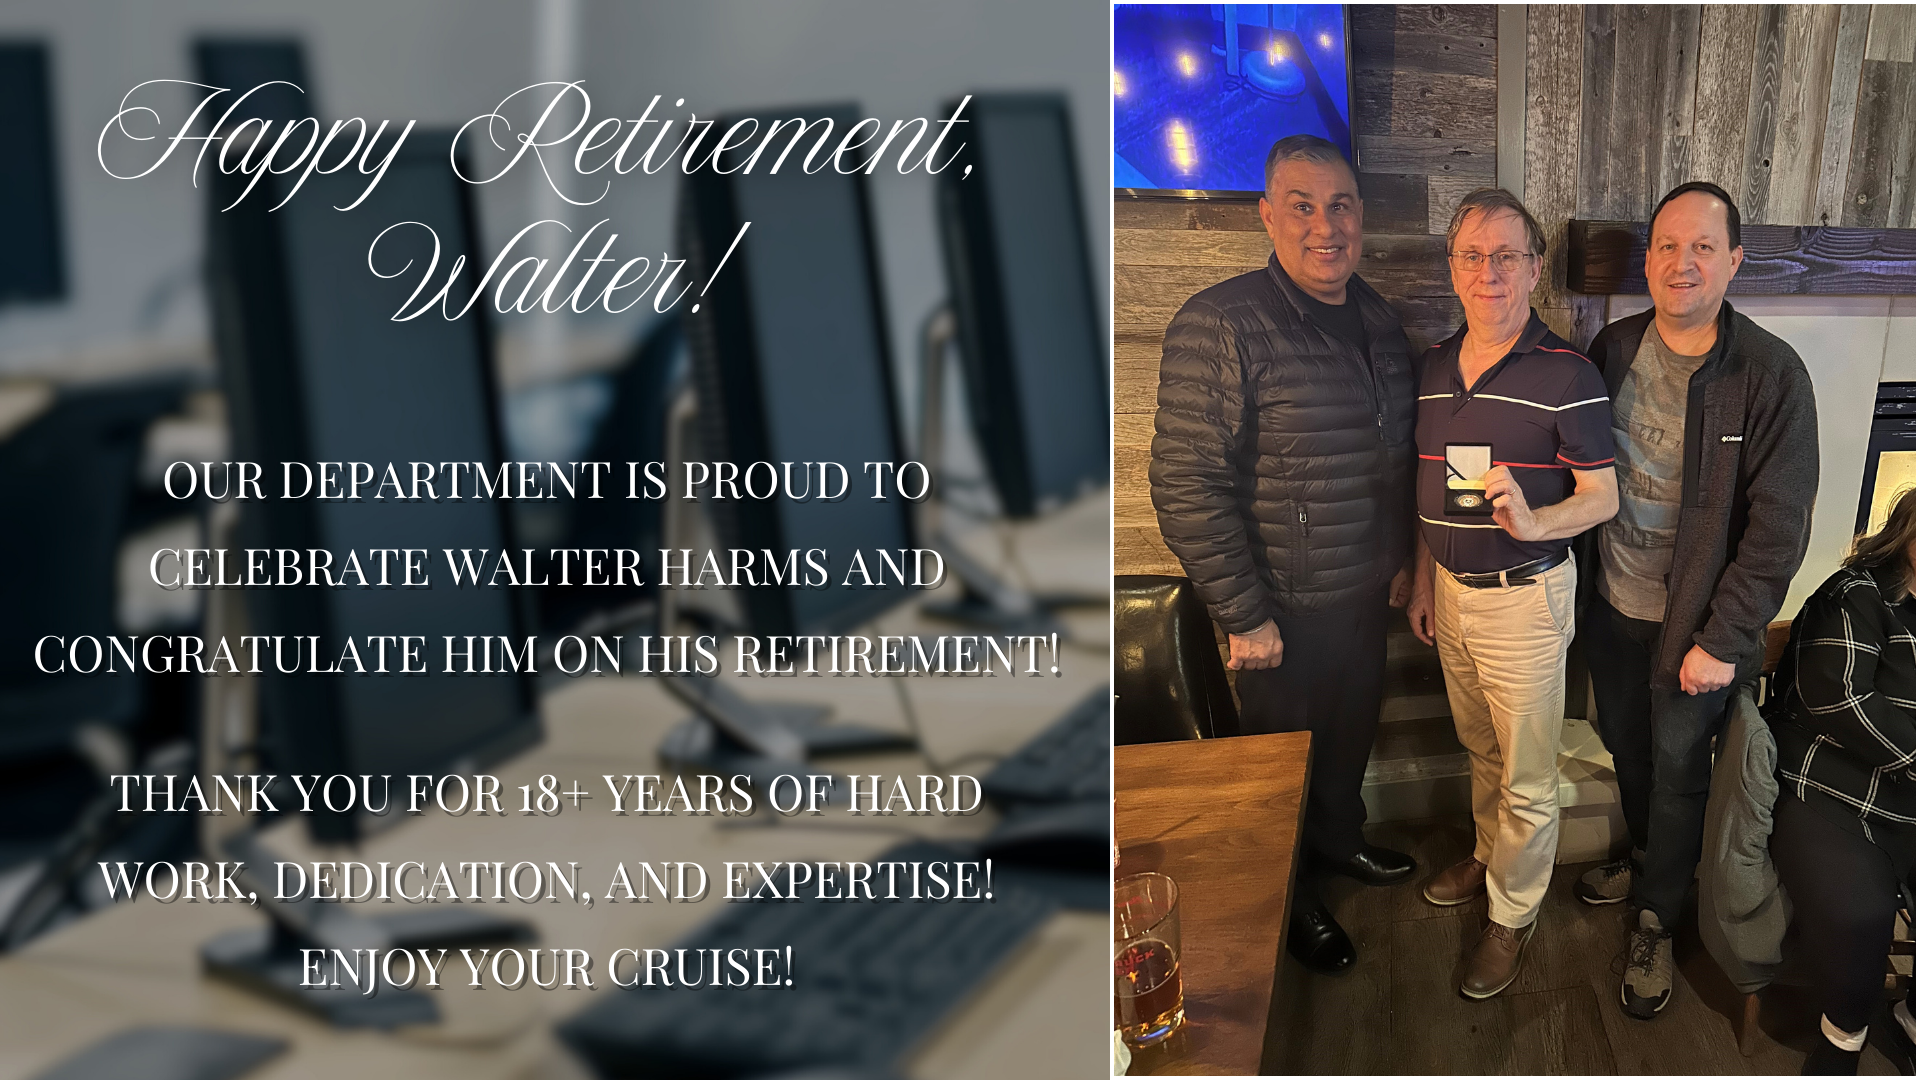 Happy Retirement,
Walter!
OUR DEPARTMENT IS PROUD TO
CELEBRATE WALTER HARMS AND
CONGRATULATE HIM ON HIS RETIREMENT!
THANK YOU FOR 18+ YEARS OF HARD
WORK, DEDICATION, AND EXPERTISE!
ENJOY YOUR CRUISE!
Columbia